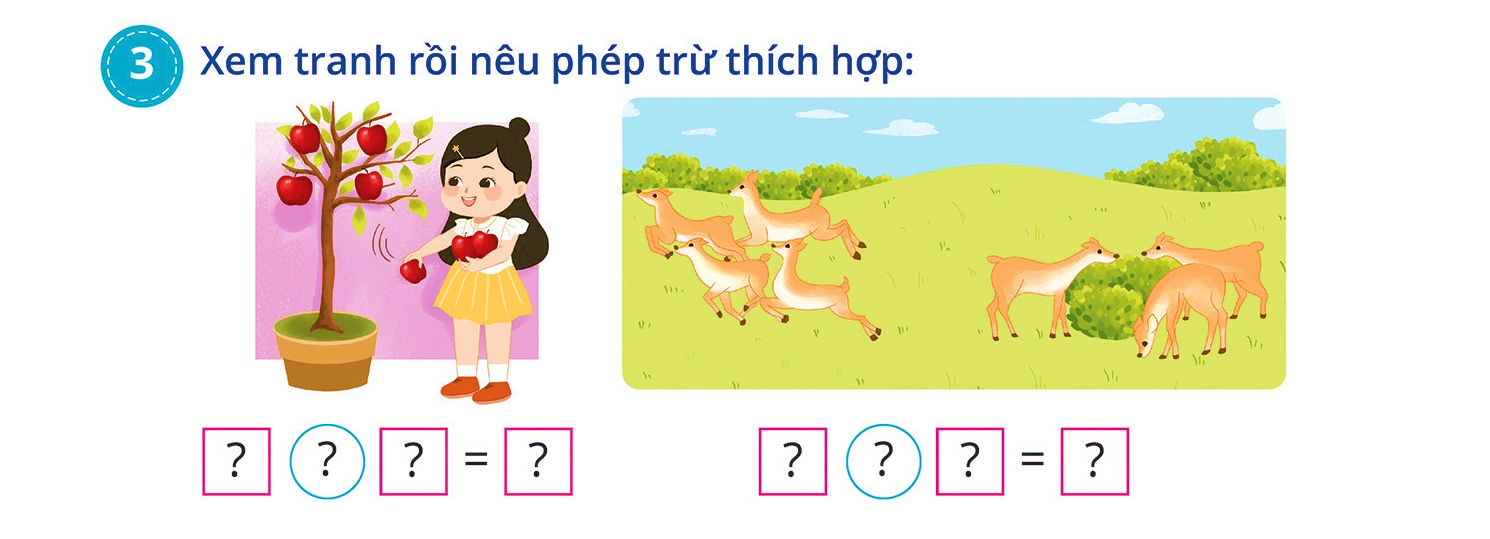 3 Xem tranh rồi nêu phép trừ thích hợp:
? ? ? = ? ? ? ? = ?